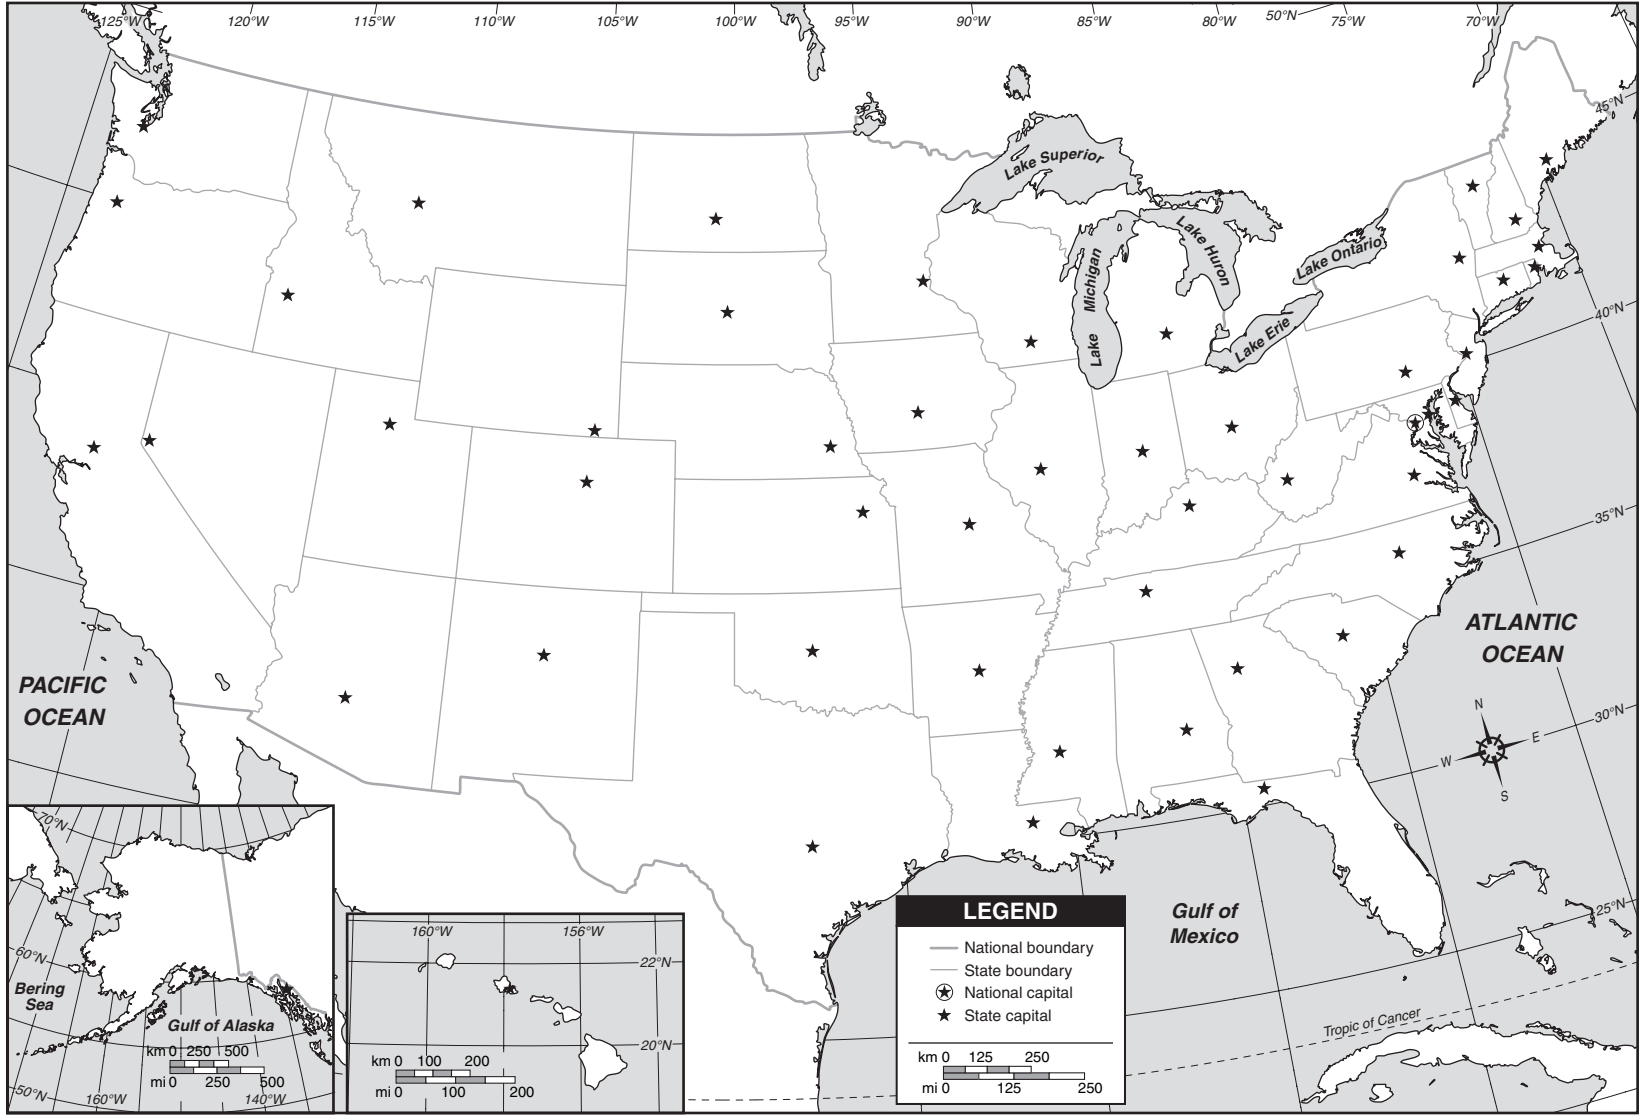 125°W 120°W 115°W 110°W 105°W 100°W 95°W 90°W 85°W 80°W 50°N 75°W 70°W
45°N
Lake Superior
Lake Huron
Lake Ontario
Lake Michigan
Lake Erie
40°N
35°N
ATLANTIC
OCEAN
PACIFIC
OCEAN
N
W E
S
30°N
25°N
Gulf of
Mexico
Tropic of Cancer
70°N
60°N
Bering
Sea
Gulf of Alaska
km 0 250 500
mi 0 250 500
50°N 160°W 140°W
160°W 156°W
22°N
20°N
km 0 100 200
mi 0 100 200
LEGEND
National boundary
State boundary
National capital
State capital
km 0 125 250
mi 0 125 250